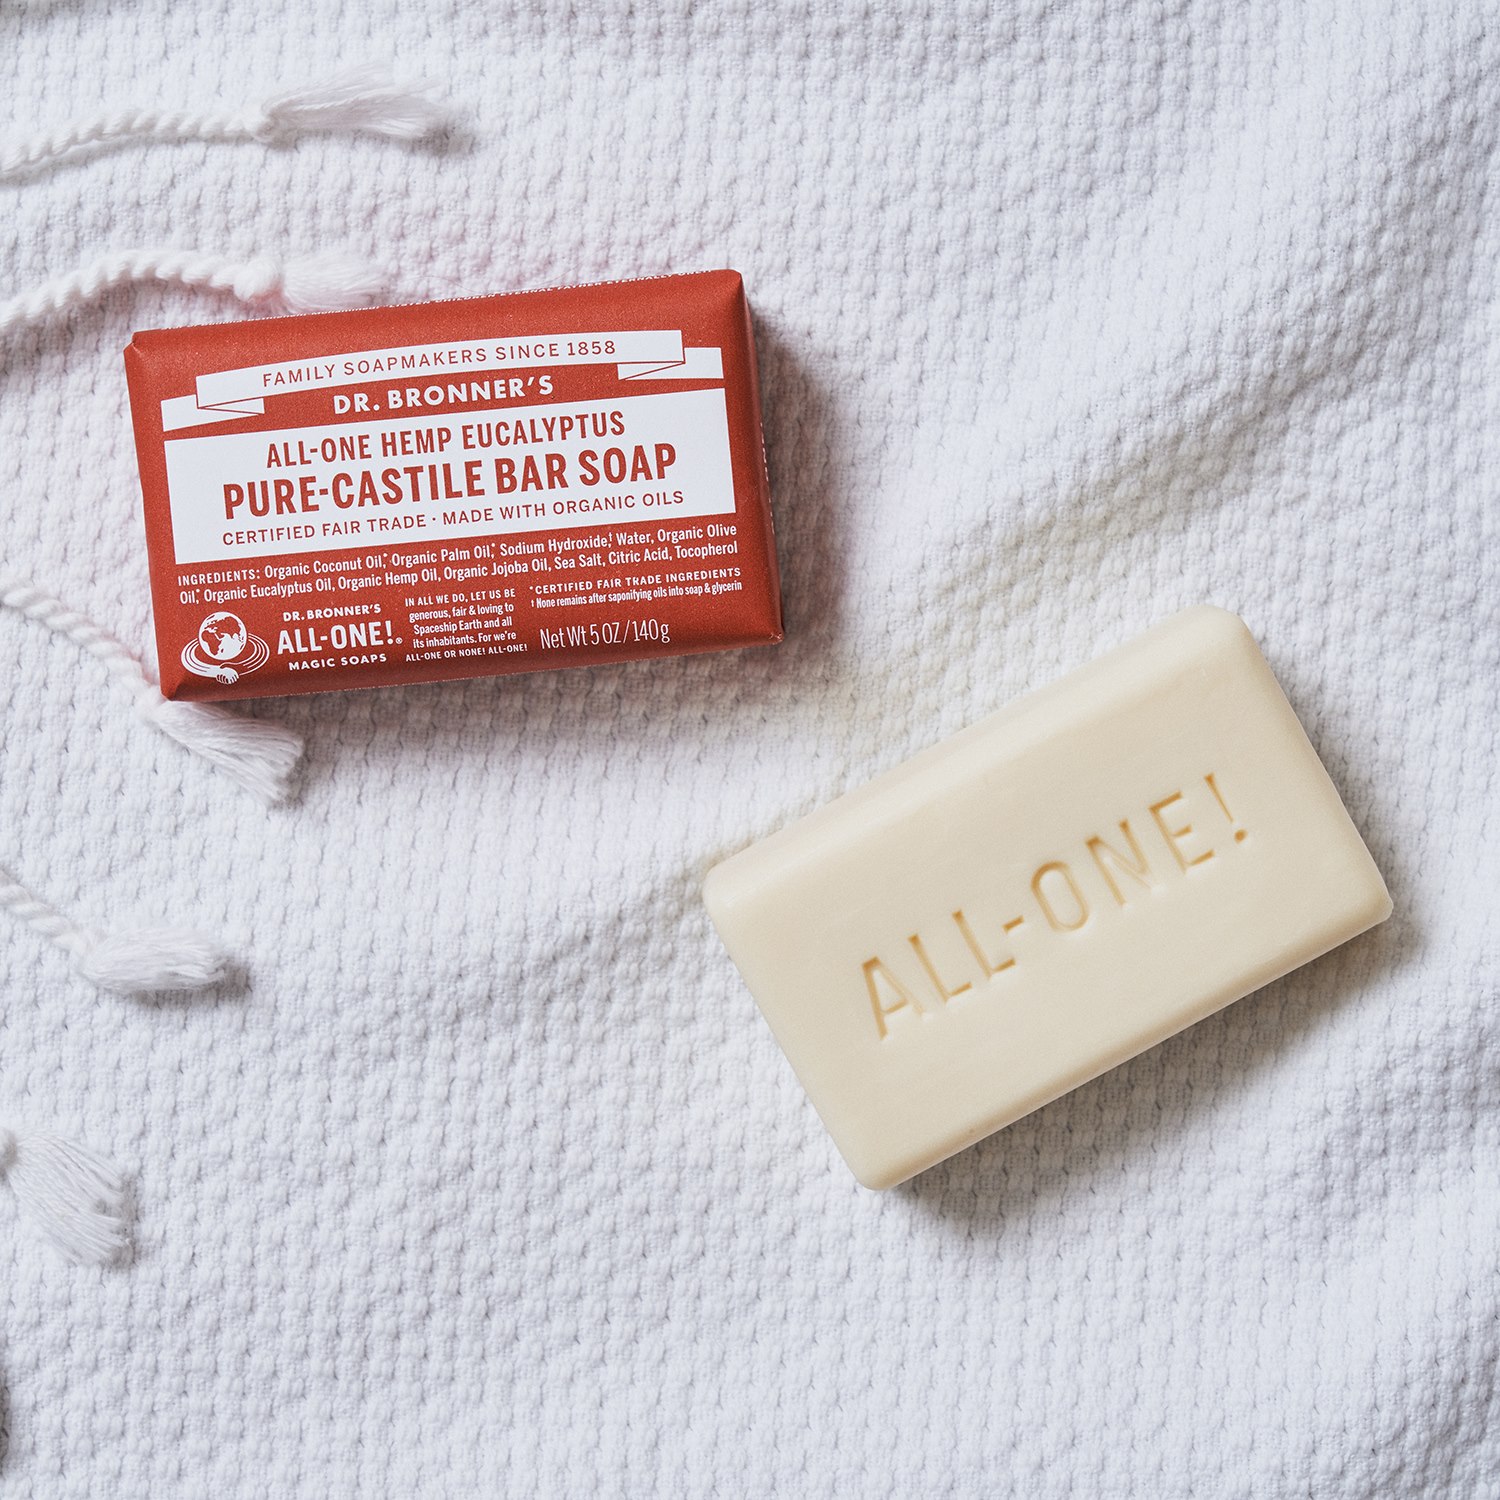 FAMILY SOAPMAKERS SINCE 1858
DR. BRONNER'S
ALL-ONE HEMP EUCALYPTUS
PURE-CASTILE BAR SOAP
CERTIFIED FAIR TRADE · MADE WITH ORGANIC OILS
INGREDIENTS: Organic Coconut Oil,* Organic Palm Oil,* Sodium Hydroxide,† Water, Organic Olive
Oil,* Organic Eucalyptus Oil, Organic Hemp Oil, Organic Jojoba Oil, Sea Salt, Citric Acid, Tocopherol
*CERTIFIED FAIR TRADE INGREDIENTS
† None remains after saponifying oils into soap & glycerin
DR. BRONNER'S
ALL-ONE!®
MAGIC SOAPS
IN ALL WE DO, LET US BE
generous, fair & loving to
Spaceship Earth and all
its inhabitants. For we're
ALL-ONE OR NONE! ALL-ONE!
Net Wt 5 OZ/140g
ALL-ONE!